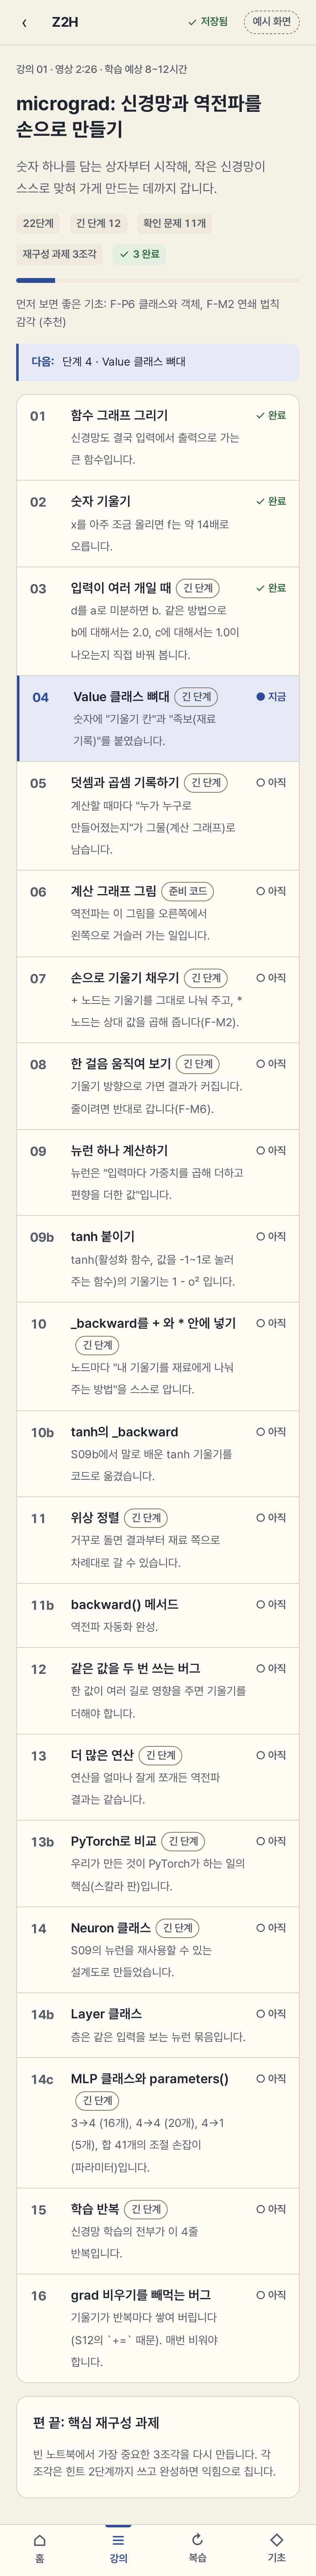 ‹ Z2H ✓ 저장됨 예시 화면
강의 01 · 영상 2:26 · 학습 예상 8~12시간
micrograd: 신경망과 역전파를
손으로 만들기
숫자 하나를 담는 상자부터 시작해, 작은 신경망이
스스로 맞혀 가게 만드는 데까지 갑니다.
22단계 긴 단계 12 확인 문제 11개
재구성 과제 3조각 ✓ 3 완료
먼저 보면 좋은 기초: F-P6 클래스와 객체, F-M2 연쇄 법칙
감각 (추천)
다음: 단계 4 · Value 클래스 뼈대
01 함수 그래프 그리기 ✓ 완료
신경망도 결국 입력에서 출력으로 가는
큰 함수입니다.
02 숫자 기울기 ✓ 완료
x를 아주 조금 올리면 f는 약 14배로
오릅니다.
03 입력이 여러 개일 때 긴 단계 ✓ 완료
d를 a로 미분하면 b. 같은 방법으로
b에 대해서는 2.0, c에 대해서는 1.0이
나오는지 직접 바꿔 봅니다.
04 Value 클래스 뼈대 긴 단계 ● 지금
숫자에 "기울기 칸"과 "족보(재료
기록)"를 붙였습니다.
05 덧셈과 곱셈 기록하기 긴 단계 ○ 아직
계산할 때마다 "누가 누구로
만들어졌는지"가 그물(계산 그래프)로
남습니다.
06 계산 그래프 그림 준비 코드 ○ 아직
역전파는 이 그림을 오른쪽에서
왼쪽으로 거슬러 가는 일입니다.
07 손으로 기울기 채우기 긴 단계 ○ 아직
+ 노드는 기울기를 그대로 나눠 주고, *
노드는 상대 값을 곱해 줍니다(F-M2).
08 한 걸음 움직여 보기 긴 단계 ○ 아직
기울기 방향으로 가면 결과가 커집니다.
줄이려면 반대로 갑니다(F-M6).
09 뉴런 하나 계산하기 ○ 아직
뉴런은 "입력마다 가중치를 곱해 더하고
편향을 더한 값"입니다.
09b tanh 붙이기 ○ 아직
tanh(활성화 함수, 값을 -1~1로 눌러
주는 함수)의 기울기는 1 - o² 입니다.
10 _backward를 + 와 * 안에 넣기 ○ 아직
긴 단계
노드마다 "내 기울기를 재료에게 나눠
주는 방법"을 스스로 압니다.
10b tanh의 _backward ○ 아직
S09b에서 말로 배운 tanh 기울기를
코드로 옮겼습니다.
11 위상 정렬 긴 단계 ○ 아직
거꾸로 돌면 결과부터 재료 쪽으로
차례대로 갈 수 있습니다.
11b backward() 메서드 ○ 아직
역전파 자동화 완성.
12 같은 값을 두 번 쓰는 버그 ○ 아직
한 값이 여러 길로 영향을 주면 기울기를
더해야 합니다.
13 더 많은 연산 긴 단계 ○ 아직
연산을 얼마나 잘게 쪼개든 역전파
결과는 같습니다.
13b PyTorch로 비교 긴 단계 ○ 아직
우리가 만든 것이 PyTorch가 하는 일의
핵심(스칼라 판)입니다.
14 Neuron 클래스 긴 단계 ○ 아직
S09의 뉴런을 재사용할 수 있는
설계도로 만들었습니다.
14b Layer 클래스 ○ 아직
층은 같은 입력을 보는 뉴런 묶음입니다.
14c MLP 클래스와 parameters() ○ 아직
긴 단계
3→4 (16개), 4→4 (20개), 4→1
(5개), 합 41개의 조절 손잡이
(파라미터)입니다.
15 학습 반복 긴 단계 ○ 아직
신경망 학습의 전부가 이 4줄
반복입니다.
16 grad 비우기를 빼먹는 버그 ○ 아직
기울기가 반복마다 쌓여 버립니다
(S12의 `+=` 때문). 매번 비워야
합니다.
편 끝: 핵심 재구성 과제
빈 노트북에서 가장 중요한 3조각을 다시 만듭니다. 각
조각은 힌트 2단계까지 쓰고 완성하면 익힘으로 칩니다.
홈 강의 복습 기초